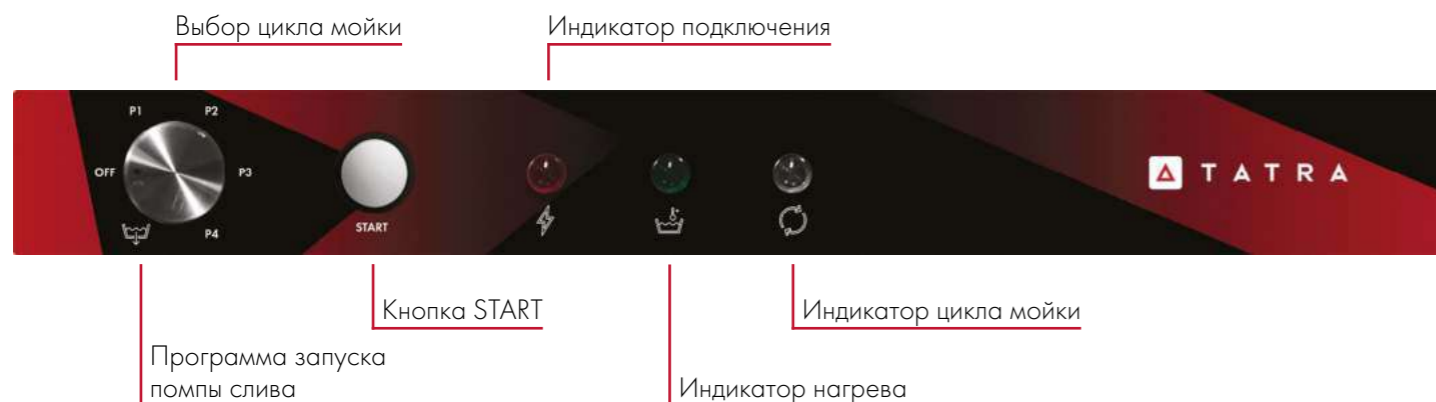 Выбор цикла мойки
Индикатор подключения
P1
P2
OFF
P3
P4
START
TATRA
Кнопка START
Индикатор цикла мойки
Программа запуска
помпы слива
Индикатор нагрева